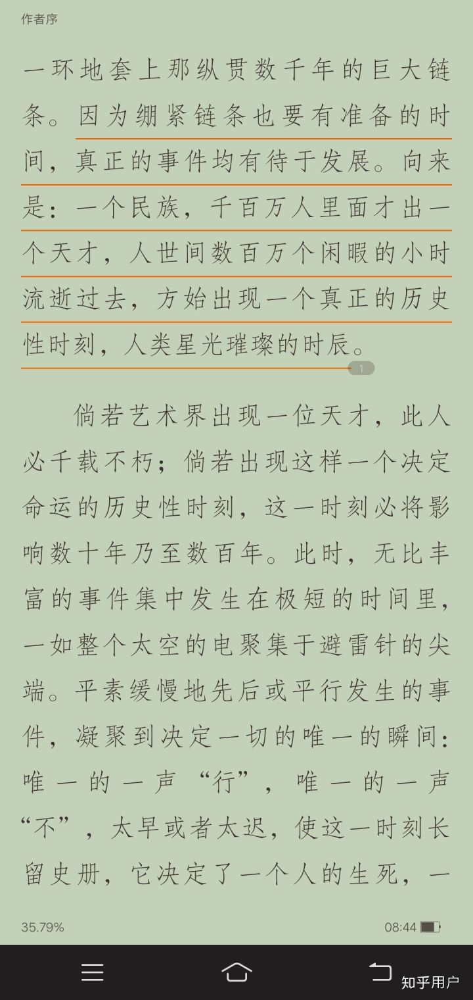 作者序
一环地套上那纵贯数千年的巨大链
条。因为绷紧链条也要有准备的时
间，真正的事件均有待于发展。向来
是：一个民族，千百万人里面才出一
个天才，人世间数百万个闲暇的小时
流逝过去，方始出现一个真正的历史
性时刻，人类星光璀璨的时辰。
1
倘若艺术界出现一位天才，此人
必千载不朽；倘若出现这样一个决定
命运的历史性时刻，这一时刻必将影
响数十年乃至数百年。此时，无比丰
富的事件集中发生在极短的时间里，
一如整个太空的电聚集于避雷针的尖
端。平素缓慢地先后或平行发生的事
件，凝聚到决定一切的唯一的瞬间：
唯一的一声“行”，唯一的一声
“不”，太早或者太迟，使这一时刻长
留史册，它决定了一个人的生死，一
35.79%
08:44
知乎用户